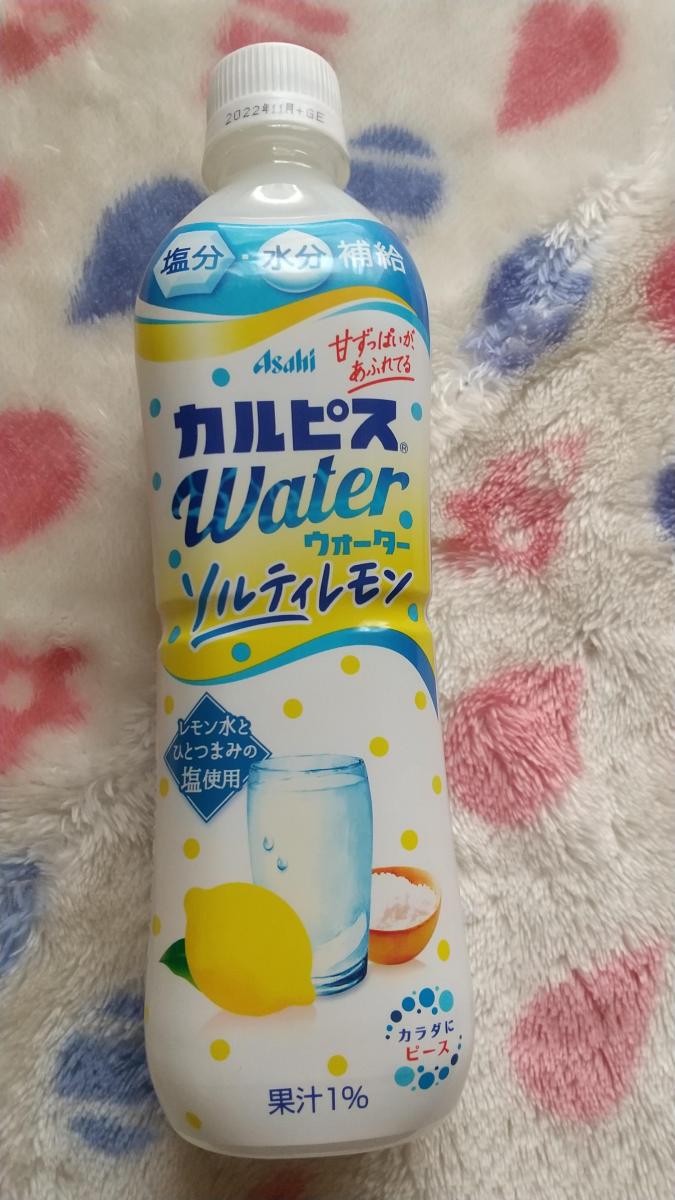 2022年11月+GE
塩分・水分 補給
Asahi
甘ずっぱいが、
あふれてる
カルピス®
Water
ウォーター
ソルティレモン
レモン水と
ひとつまみの
塩使用
カラダに
ピース
果汁1%